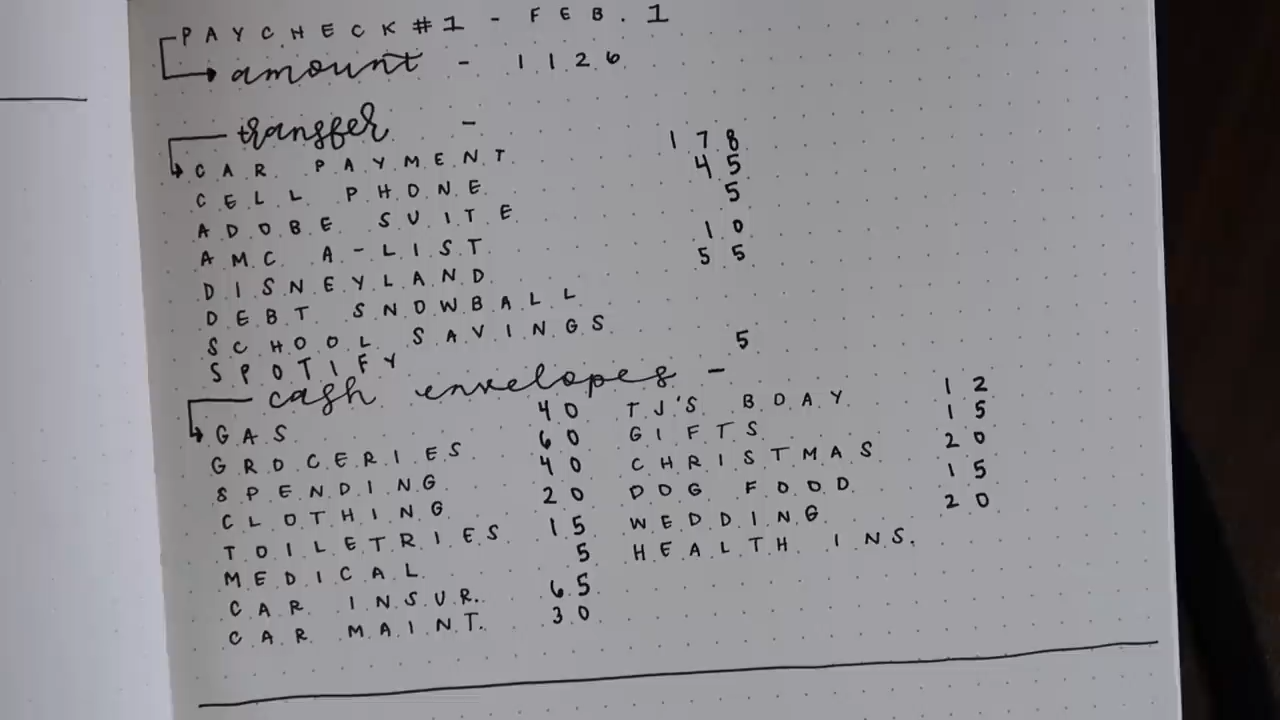 PAYCHECK #1 - FEB. 1
amount - 1126
transfer -
CAR PAYMENT 178
CELL PHONE 45
ADOBE SUITE 5
AMC A-LIST 10
DISNEYLAND 55
DEBT SNOWBALL
SCHOOL SAVINGS
SPOTIFY 5
cash envelopes -
GAS 40 TJ'S BDAY 12
GROCERIES 60 GIFTS 15
SPENDING 40 CHRISTMAS 20
CLOTHING 20 DOG FOOD 15
TOILETRIES 15 WEDDING 20
MEDICAL 5 HEALTH INS.
CAR INSUR. 65
CAR MAINT. 30